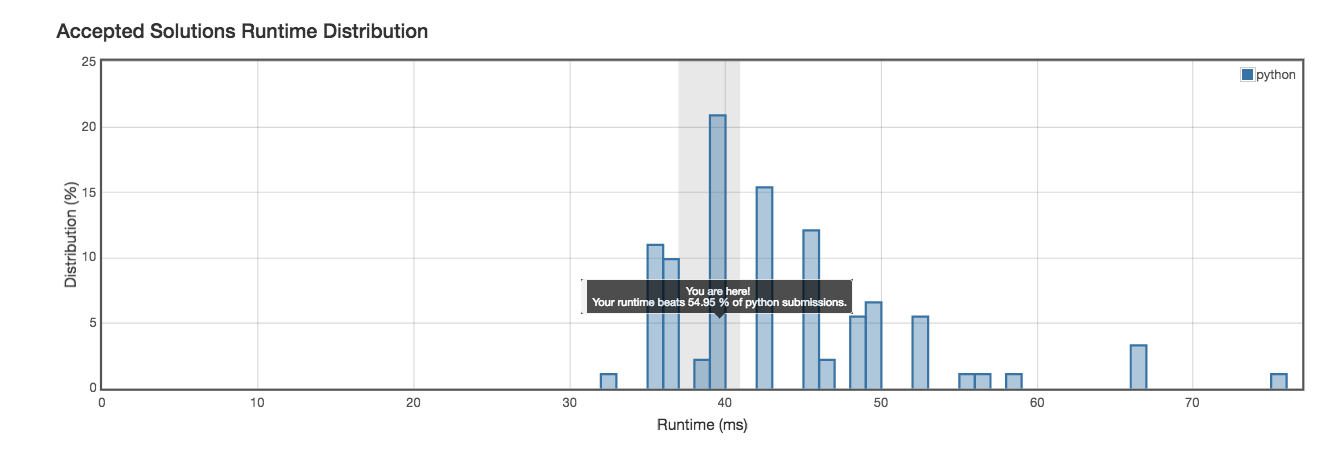 Accepted Solutions Runtime Distribution
25
python
20
15
10
You are here!
Your runtime beats 54.95 % of python submissions.
5
0
Distribution (%)
0 10 20 30 40 50 60 70
Runtime (ms)